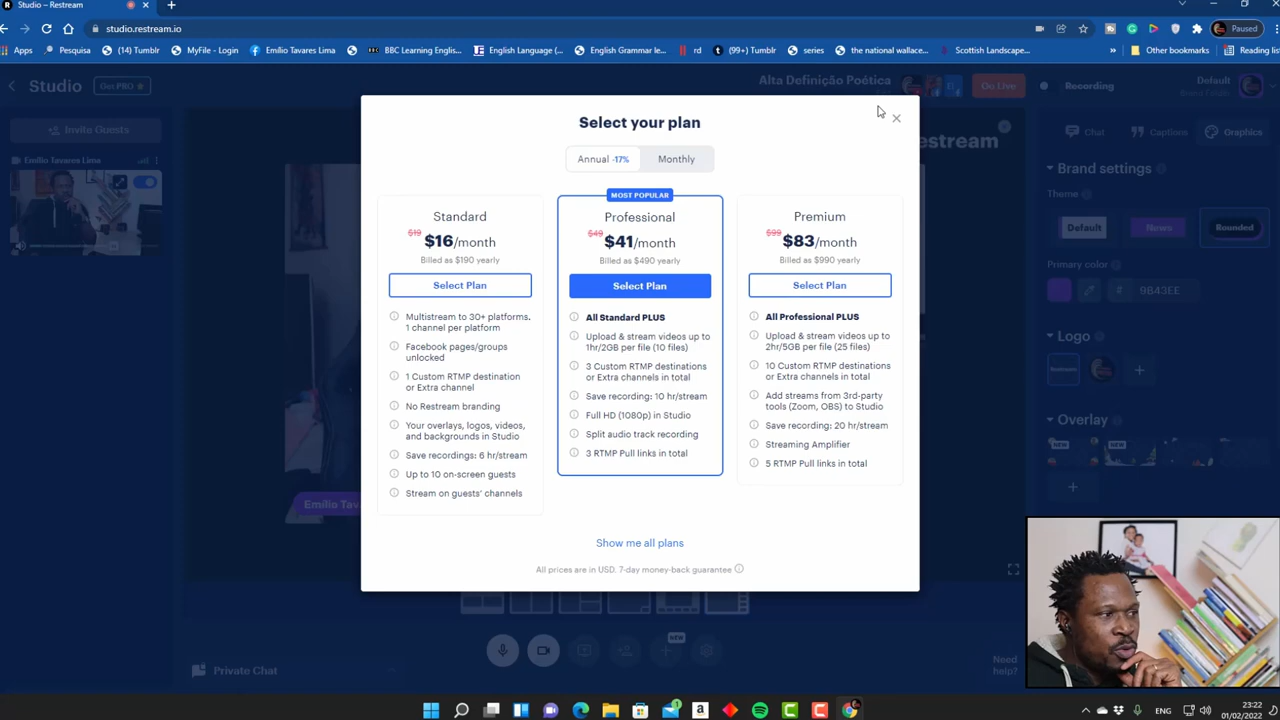 Studio – Restream
studio.restream.io
Paused
Apps
Pesquisa
(14) Tumblr
MyFile - Login
Emilio Tavares Lima
BBC Learning Englis...
English Language (...
English Grammar le...
rd
(99+) Tumblr
series
the national wallace...
Scottish Landscape...
»
Other bookmarks
Reading list
Studio
Get PRO
Alta Definição Poética
Go Live
Recording
Default
Invite Guests
Emilio Tavares Lima
Chat
Captions
Graphics
Brand settings
Theme
Default
News
Rounded
Primary color
# 9B43EE
Logo
Overlay
NEW
NEW
estream
Emilio Tav
Select your plan
Annual -17%
Monthly
Standard
$19 $16/month
Billed as $190 yearly
Select Plan
Multistream to 30+ platforms.
1 channel per platform
Facebook pages/groups
unlocked
1 Custom RTMP destination
or Extra channel
No Restream branding
Your overlays, logos, videos,
and backgrounds in Studio
Save recordings: 6 hr/stream
Up to 10 on-screen guests
Stream on guests' channels
MOST POPULAR
Professional
$49 $41/month
Billed as $490 yearly
Select Plan
All Standard PLUS
Upload & stream videos up to
1hr/2GB per file (10 files)
3 Custom RTMP destinations
or Extra channels in total
Save recording: 10 hr/stream
Full HD (1080p) in Studio
Split audio track recording
3 RTMP Pull links in total
Premium
$99 $83/month
Billed as $990 yearly
Select Plan
All Professional PLUS
Upload & stream videos up to
2hr/5GB per file (25 files)
10 Custom RTMP destinations
or Extra channels in total
Add streams from 3rd-party
tools (Zoom, OBS) to Studio
Save recording: 20 hr/stream
Streaming Amplifier
5 RTMP Pull links in total
Show me all plans
All prices are in USD. 7-day money-back guarantee
NEW
Private Chat
Need
help?
ENG
23:22
01/02/2022